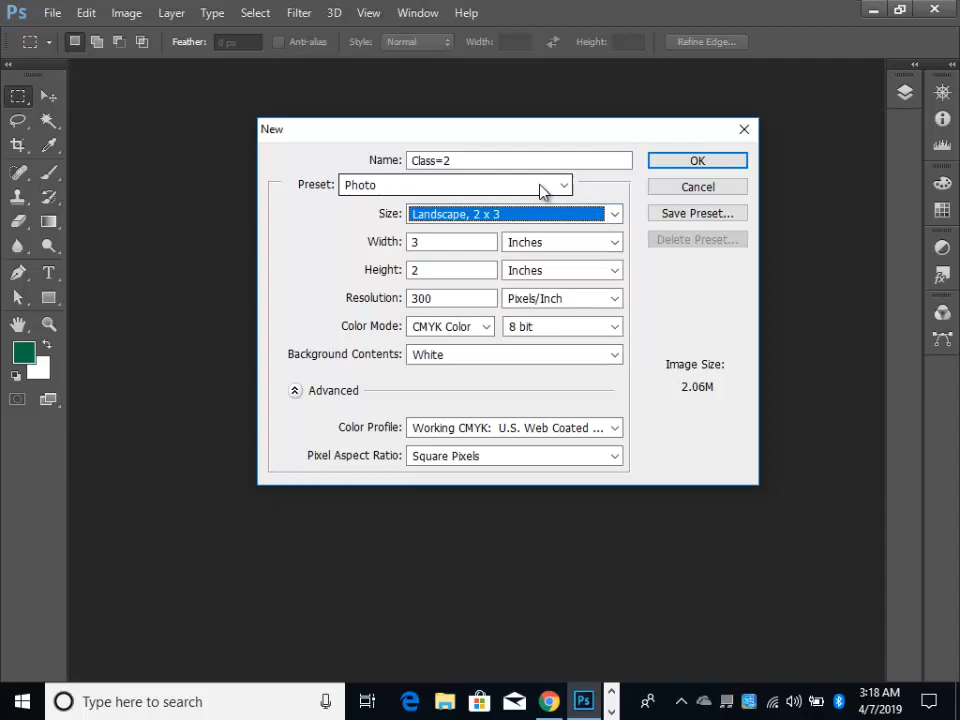 Ps File Edit Image Layer Type Select Filter 3D View Window Help
Feather: 0 px Anti-alias Style: Normal Width: Height: Refine Edge...
New
Name: Class=2 OK
Preset: Photo Cancel
Size: Landscape, 2 x 3 Save Preset...
Width: 3 Inches Delete Preset...
Height: 2 Inches
Resolution: 300 Pixels/Inch
Color Mode: CMYK Color 8 bit
Background Contents: White
Image Size:
2.06M
Advanced
Color Profile: Working CMYK: U.S. Web Coated ...
Pixel Aspect Ratio: Square Pixels
T
Type here to search
Ps
3:18 AM
4/7/2019